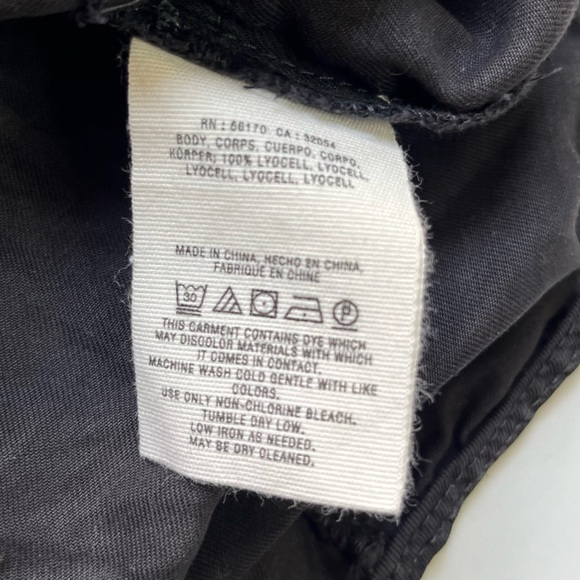 RN : 66170 CA : 32054
BODY, CORPS, CUERPO, CORPO,
KÖRPER; 100% LYOCELL, LYOCELL,
LYOCELL, LYOCELL, LYOCELL
MADE IN CHINA, HECHO EN CHINA,
FABRIQUE EN CHINE
30 P
THIS GARMENT CONTAINS DYE WHICH
MAY DISCOLOR MATERIALS WITH WHICH
IT COMES IN CONTACT.
MACHINE WASH COLD GENTLE WITH LIKE
COLORS.
USE ONLY NON-CHLORINE BLEACH.
TUMBLE DRY LOW.
LOW IRON AS NEEDED.
MAY BE DRY CLEANED.